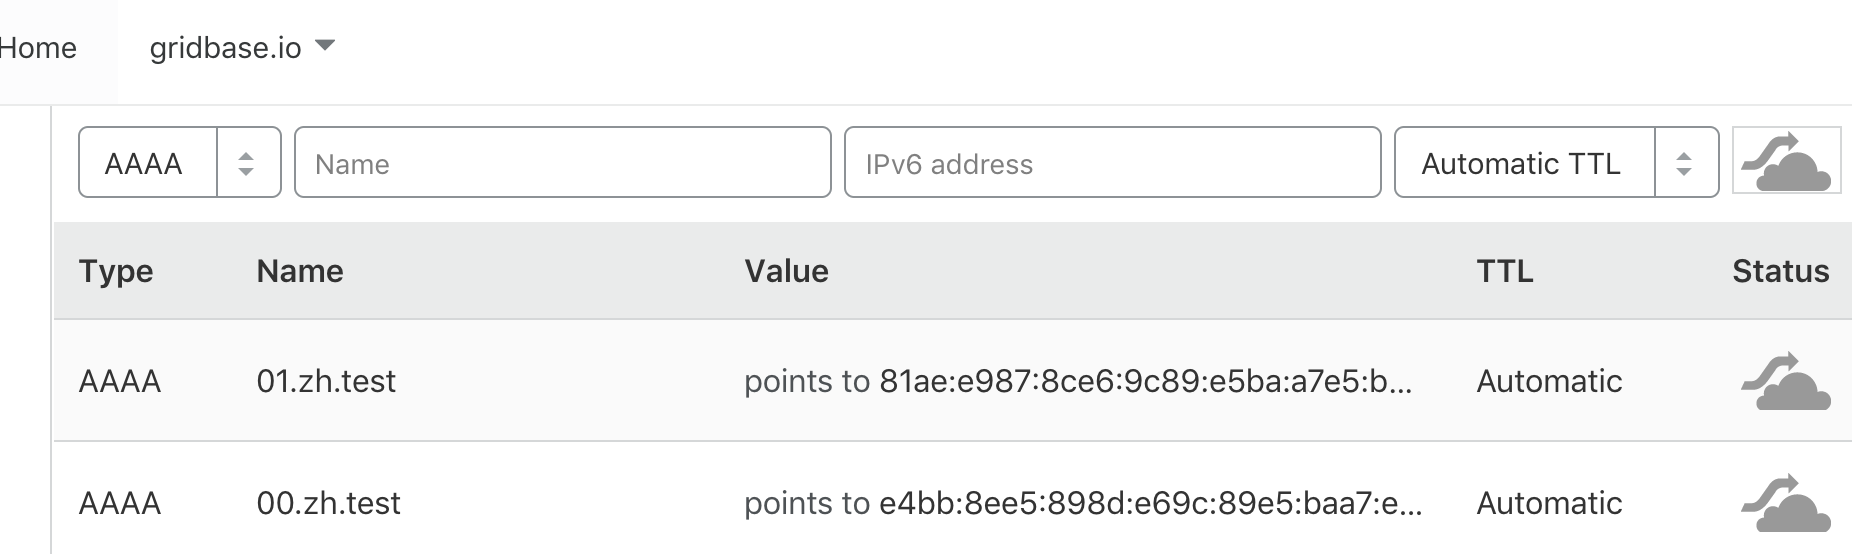 Home gridbase.io
AAAA Name IPv6 address Automatic TTL
Type Name Value TTL Status
AAAA 01.zh.test points to 81ae:e987:8ce6:9c89:e5ba:a7e5:b... Automatic
AAAA 00.zh.test points to e4bb:8ee5:898d:e69c:89e5:baa7:e... Automatic